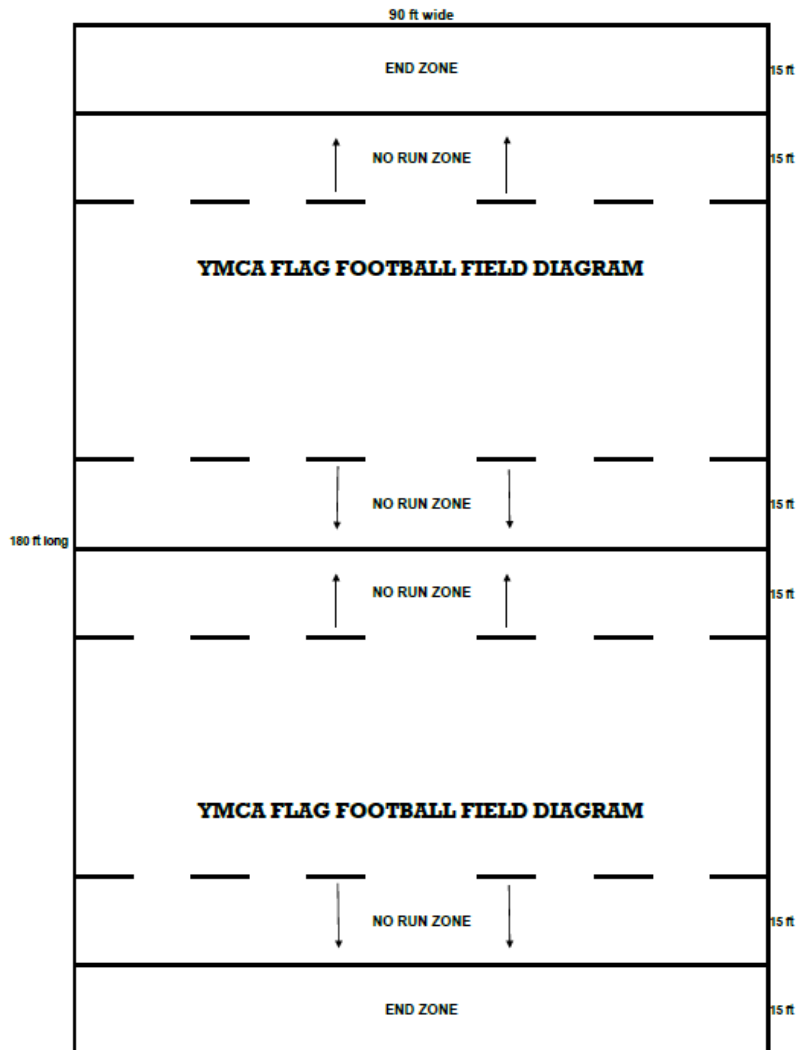 90 ft wide
END ZONE
15 ft
NO RUN ZONE
15 ft
YMCA FLAG FOOTBALL FIELD DIAGRAM
NO RUN ZONE
15 ft
180 ft long
NO RUN ZONE
15 ft
YMCA FLAG FOOTBALL FIELD DIAGRAM
NO RUN ZONE
15 ft
END ZONE
15 ft